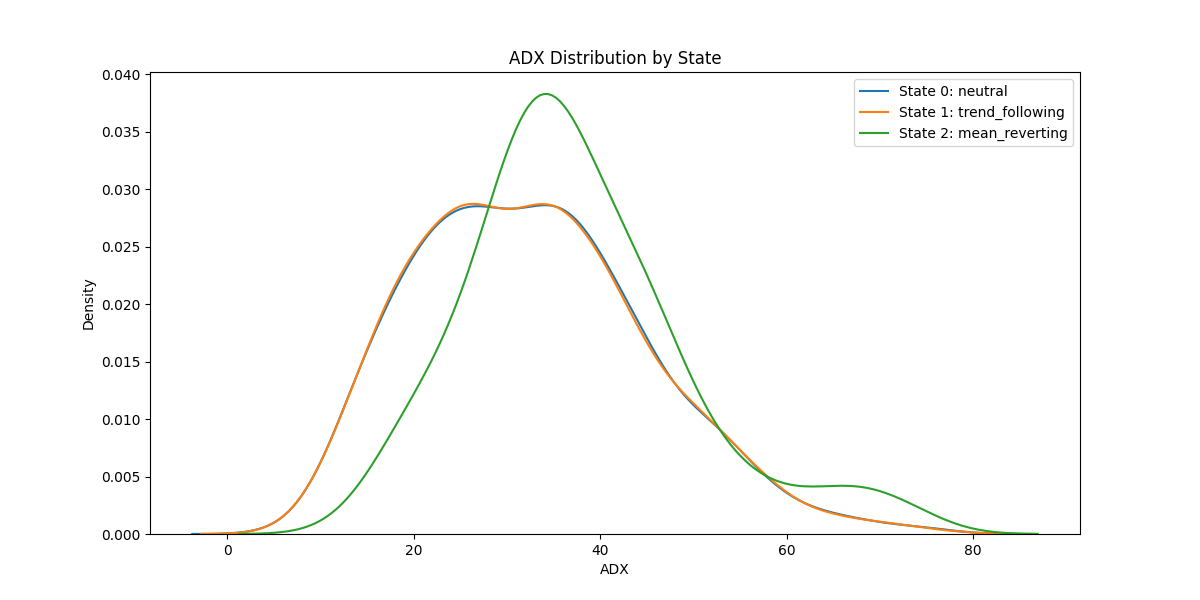 ADX Distribution by State
State 0: neutral
State 1: trend_following
State 2: mean_reverting
Density
0.040
0.035
0.030
0.025
0.020
0.015
0.010
0.005
0.000
0 20 40 60 80
ADX